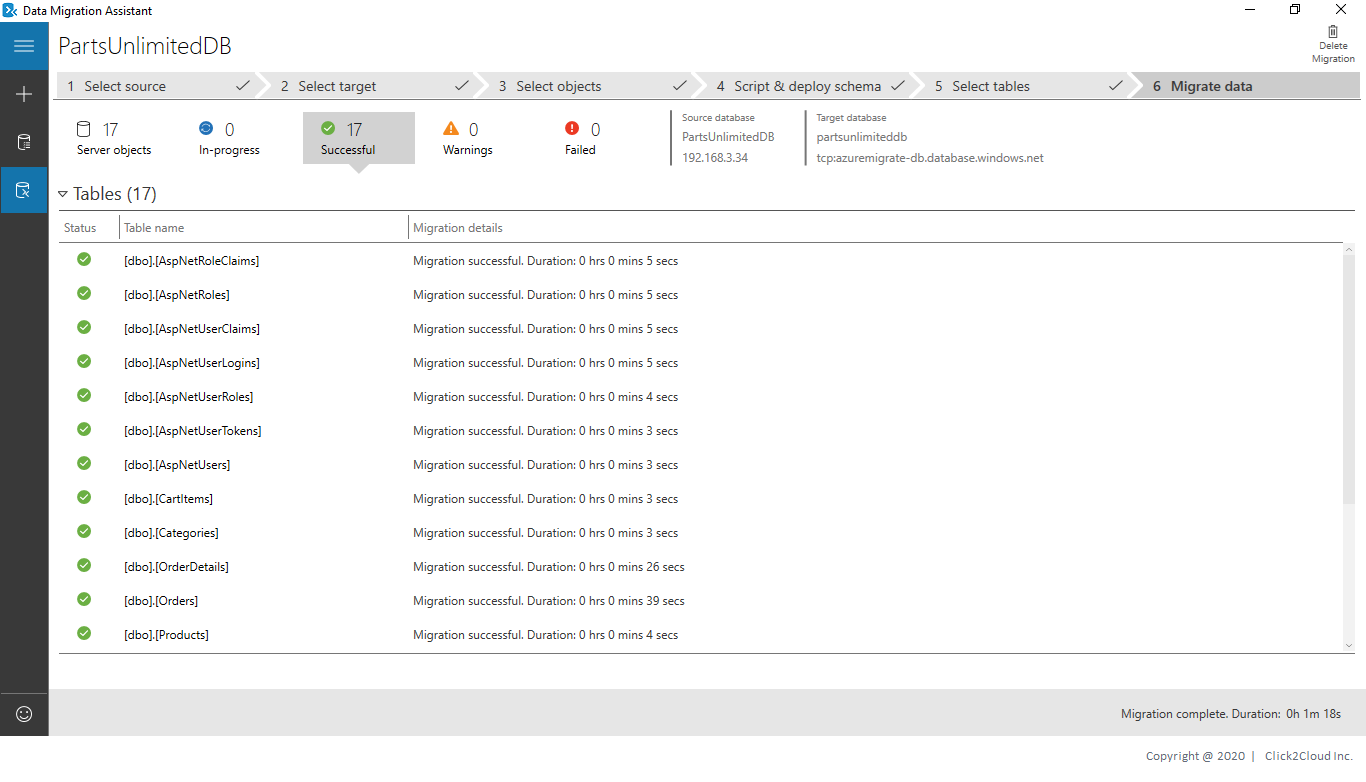 Data Migration Assistant
PartsUnlimitedDB
Delete
Migration
1 Select source
2 Select target
3 Select objects
4 Script & deploy schema
5 Select tables
6 Migrate data
17
Server objects
0
In-progress
17
Successful
0
Warnings
0
Failed
Source database
PartsUnlimitedDB
192.168.3.34
Target database
partsunlimiteddb
tcp:azuremigrate-db.database.windows.net
Tables (17)
Status Table name Migration details
[dbo].[AspNetRoleClaims] Migration successful. Duration: 0 hrs 0 mins 5 secs
[dbo].[AspNetRoles] Migration successful. Duration: 0 hrs 0 mins 5 secs
[dbo].[AspNetUserClaims] Migration successful. Duration: 0 hrs 0 mins 5 secs
[dbo].[AspNetUserLogins] Migration successful. Duration: 0 hrs 0 mins 5 secs
[dbo].[AspNetUserRoles] Migration successful. Duration: 0 hrs 0 mins 4 secs
[dbo].[AspNetUserTokens] Migration successful. Duration: 0 hrs 0 mins 3 secs
[dbo].[AspNetUsers] Migration successful. Duration: 0 hrs 0 mins 3 secs
[dbo].[CartItems] Migration successful. Duration: 0 hrs 0 mins 3 secs
[dbo].[Categories] Migration successful. Duration: 0 hrs 0 mins 3 secs
[dbo].[OrderDetails] Migration successful. Duration: 0 hrs 0 mins 26 secs
[dbo].[Orders] Migration successful. Duration: 0 hrs 0 mins 39 secs
[dbo].[Products] Migration successful. Duration: 0 hrs 0 mins 4 secs
Migration complete. Duration: 0h 1m 18s
Copyright @ 2020 | Click2Cloud Inc.